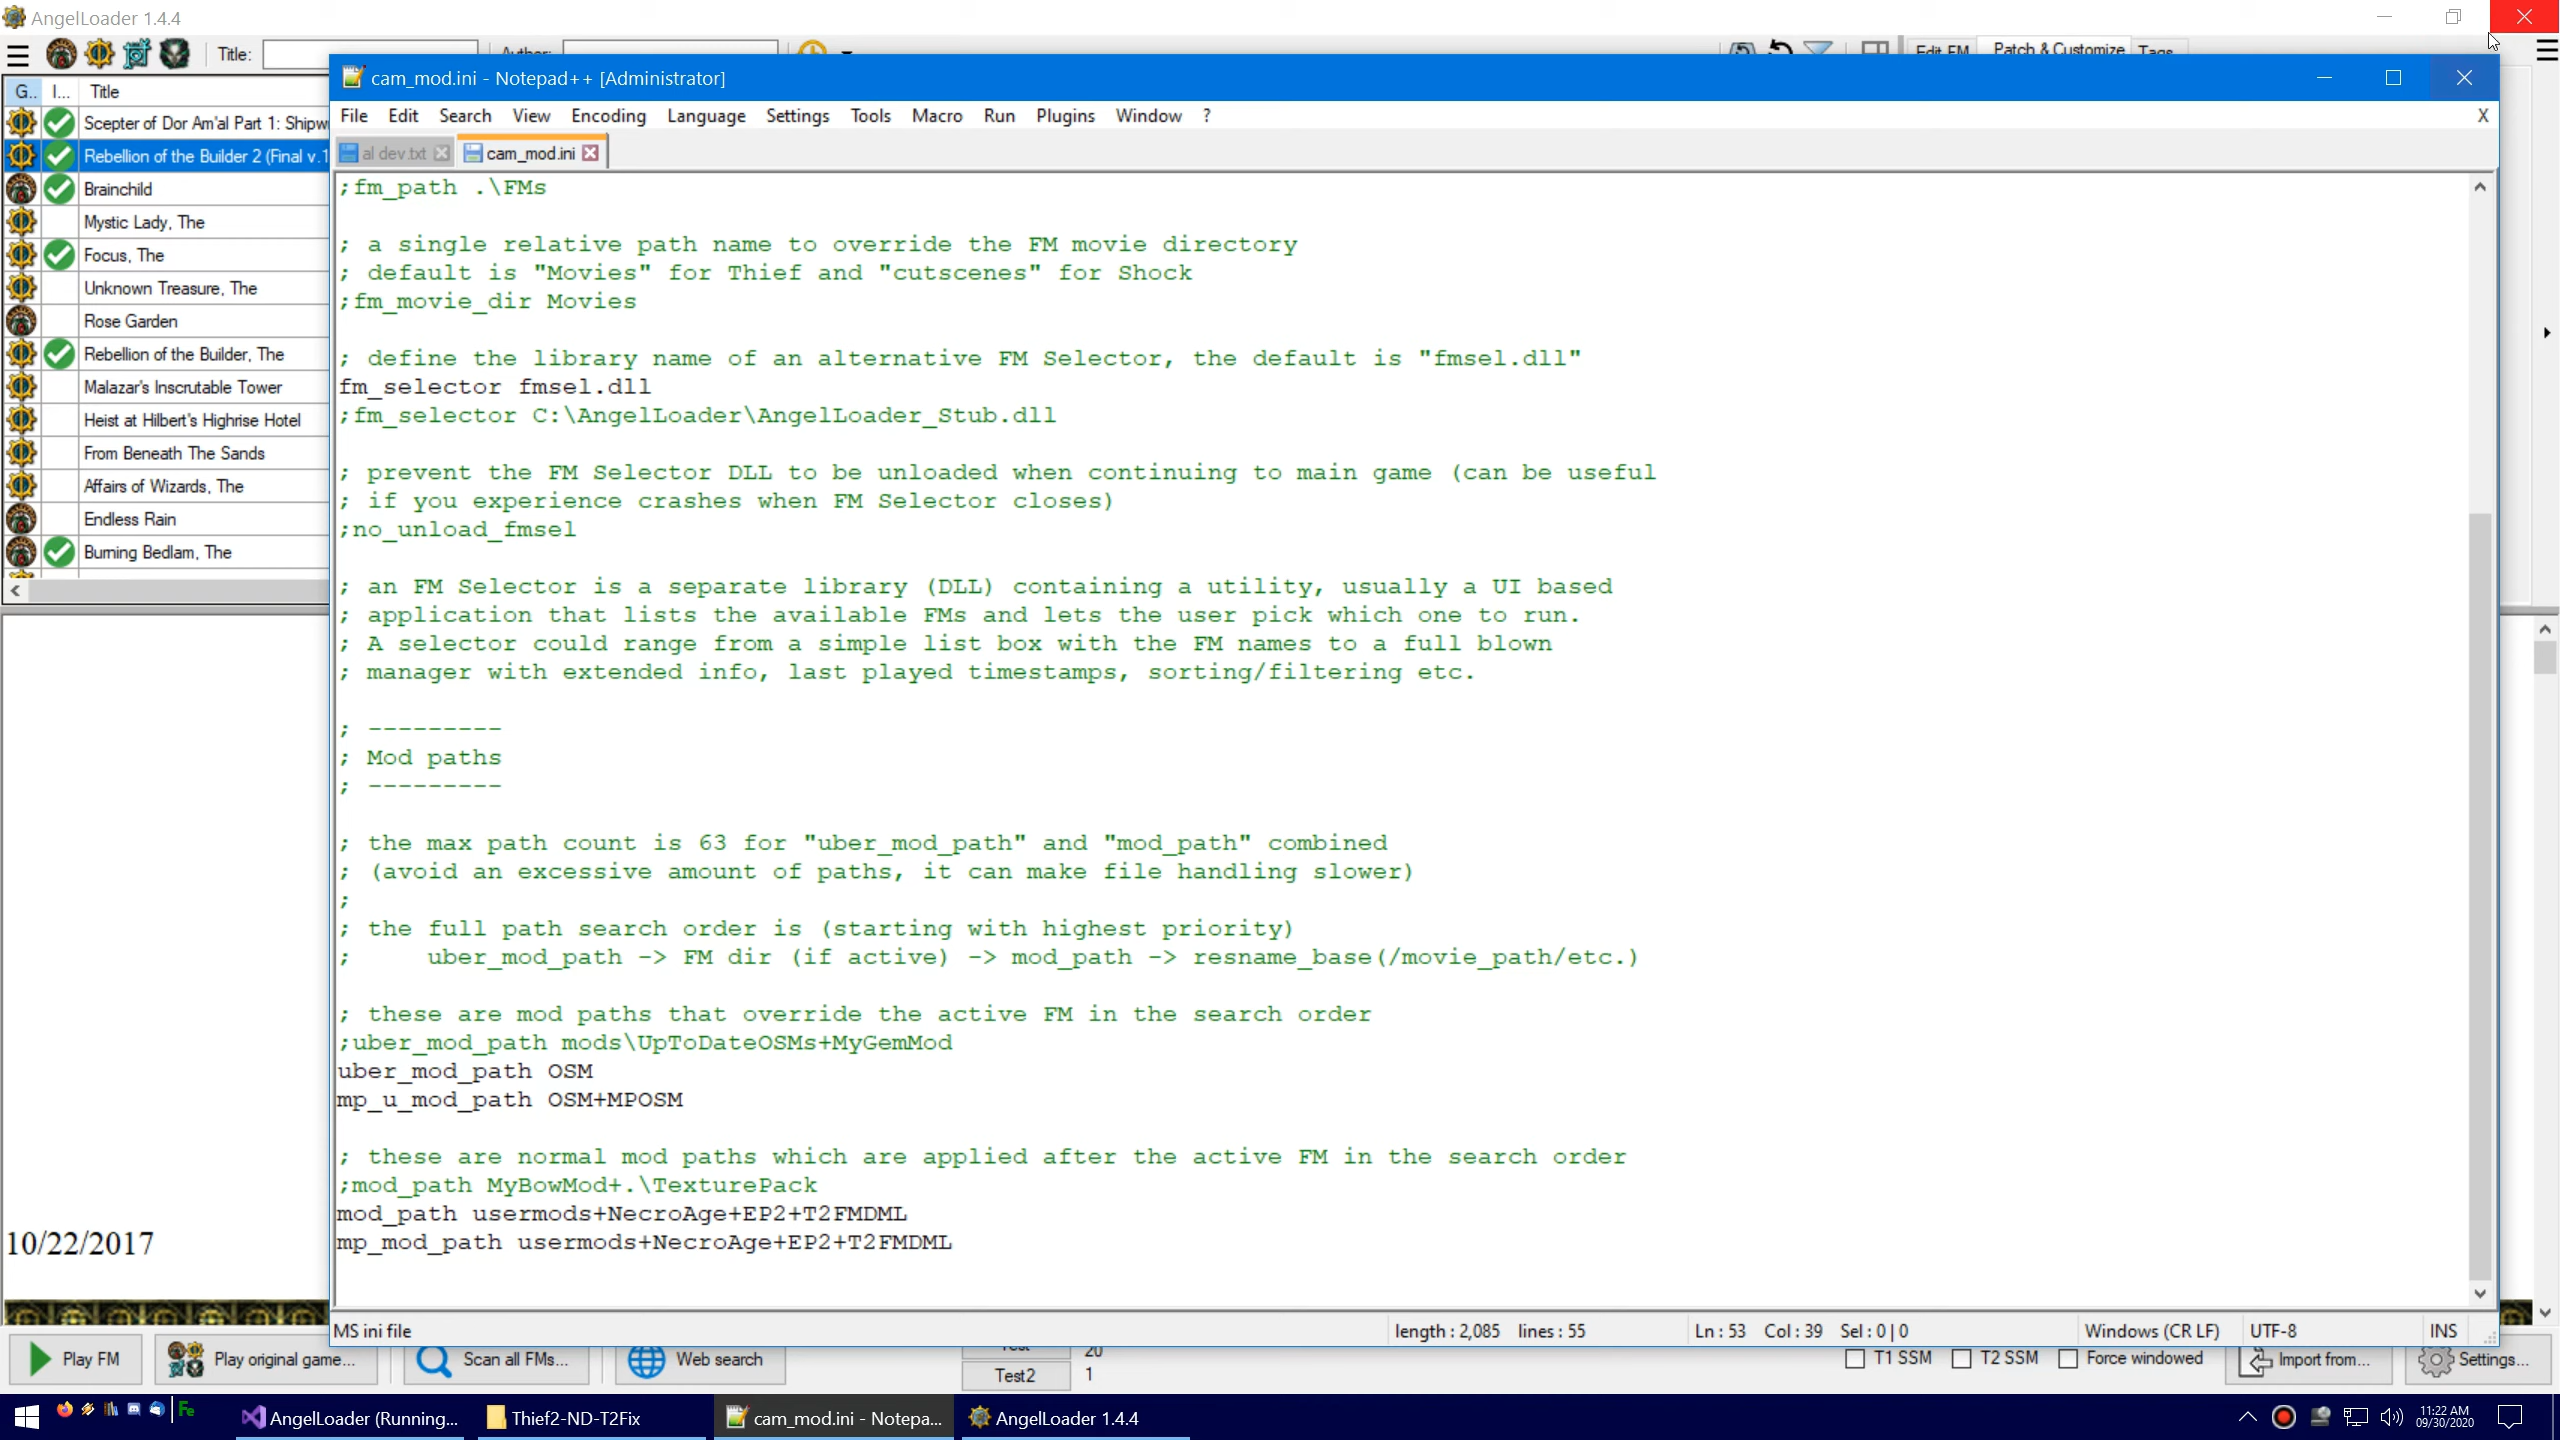 AngelLoader 1.4.4
Title:
Author:
Edit FM Patch & Customize Tags
G.. I... Title
Scepter of Dor Am'al Part 1: Shipw
Rebellion of the Builder 2 (Final v.1
Brainchild
Mystic Lady, The
Focus, The
Unknown Treasure, The
Rose Garden
Rebellion of the Builder, The
Malazar's Inscrutable Tower
Heist at Hilbert's Highrise Hotel
From Beneath The Sands
Affairs of Wizards, The
Endless Rain
Burning Bedlam, The
10/22/2017
cam_mod.ini - Notepad++ [Administrator]
File Edit Search View Encoding Language Settings Tools Macro Run Plugins Window ? X
al dev.txt cam_mod.ini
;fm_path .\FMs
; a single relative path name to override the FM movie directory
; default is "Movies" for Thief and "cutscenes" for Shock
;fm_movie_dir Movies
; define the library name of an alternative FM Selector, the default is "fmsel.dll"
fm_selector fmsel.dll
;fm_selector C:\AngelLoader\AngelLoader_Stub.dll
; prevent the FM Selector DLL to be unloaded when continuing to main game (can be useful
; if you experience crashes when FM Selector closes)
;no_unload_fmsel
; an FM Selector is a separate library (DLL) containing a utility, usually a UI based
; application that lists the available FMs and lets the user pick which one to run.
; A selector could range from a simple list box with the FM names to a full blown
; manager with extended info, last played timestamps, sorting/filtering etc.
; ---------
; Mod paths
; ---------
; the max path count is 63 for "uber_mod_path" and "mod_path" combined
; (avoid an excessive amount of paths, it can make file handling slower)
;
; the full path search order is (starting with highest priority)
;     uber_mod_path -> FM dir (if active) -> mod_path -> resname_base(/movie_path/etc.)
; these are mod paths that override the active FM in the search order
;uber_mod_path mods\UpToDateOSMs+MyGemMod
uber_mod_path OSM
mp_u_mod_path OSM+MPOSM
; these are normal mod paths which are applied after the active FM in the search order
;mod_path MyBowMod+.\TexturePack
mod_path usermods+NecroAge+EP2+T2FMDML
mp_mod_path usermods+NecroAge+EP2+T2FMDML
MS ini file length : 2,085 lines : 55 Ln : 53 Col : 39 Sel : 0 | 0 Windows (CR LF) UTF-8 INS
Play FM Play original game... Scan all FMs... Web search Test 20
Test2 1
T1 SSM T2 SSM Force windowed Import from... Settings...
Fe
AngelLoader (Running... Thief2-ND-T2Fix cam_mod.ini - Notepa... AngelLoader 1.4.4
11:22 AM
09/30/2020